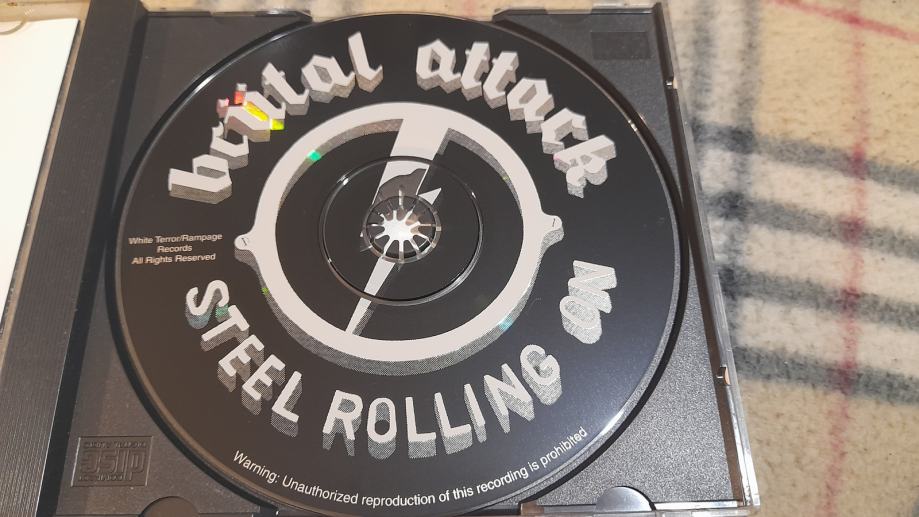 brutal attack
White Terror/Rampage
Records
All Rights Reserved
STEEL ROLLING ON
Warning: Unauthorized reproduction of this recording is prohibited